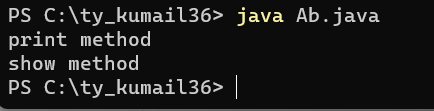 PS C:\ty_kumail36> java Ab.java
print method
show method
PS C:\ty_kumail36>